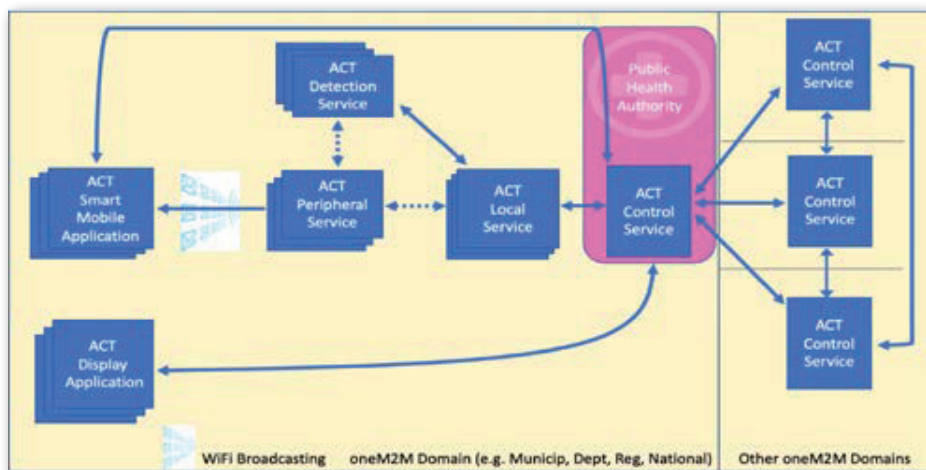 ACT
Detection
Service
Public
Health
Authority
ACT
Control
Service
ACT
Smart
Mobile
Application
ACT
Peripheral
Service
ACT
Local
Service
ACT
Control
Service
ACT
Control
Service
ACT
Display
Application
ACT
Control
Service
WiFi Broadcasting
oneM2M Domain (e.g. Municip, Dept, Reg, National)
Other oneM2M Domains